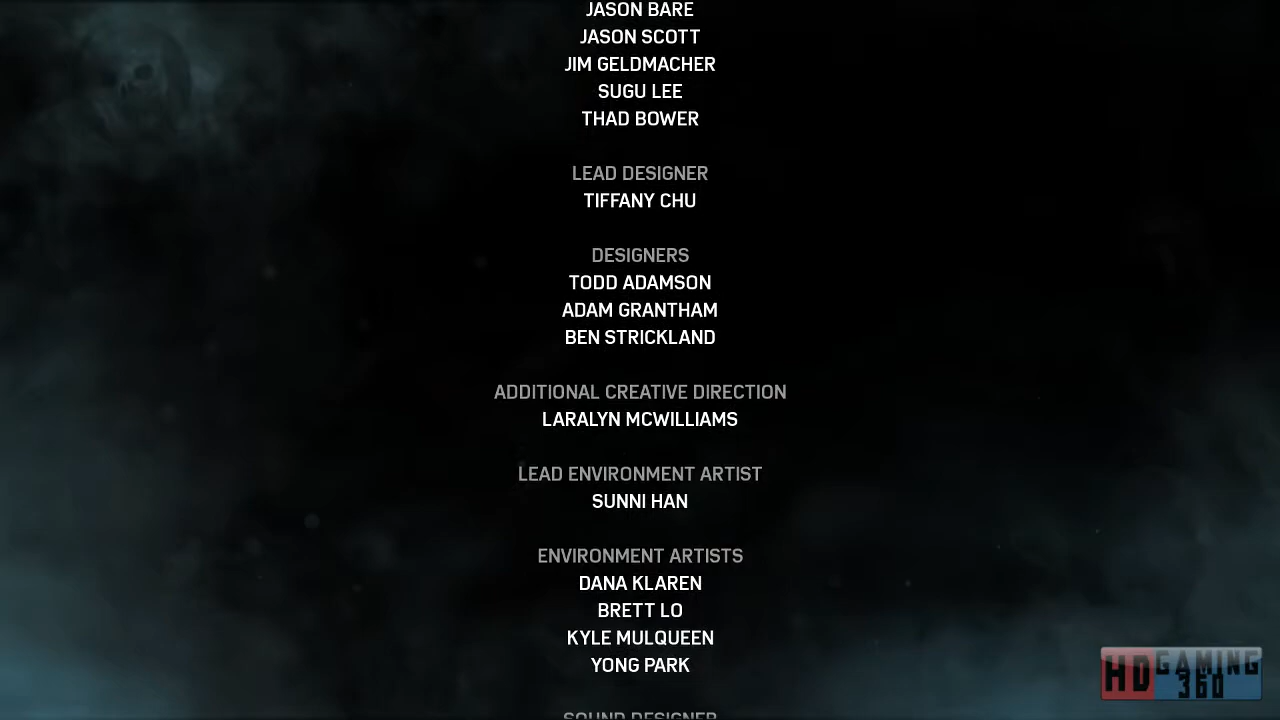 JASON BARE
JASON SCOTT
JIM GELDMACHER
SUGU LEE
THAD BOWER
LEAD DESIGNER
TIFFANY CHU
DESIGNERS
TODD ADAMSON
ADAM GRANTHAM
BEN STRICKLAND
ADDITIONAL CREATIVE DIRECTION
LARALYN MCWILLIAMS
LEAD ENVIRONMENT ARTIST
SUNNI HAN
ENVIRONMENT ARTISTS
DANA KLAREN
BRETT LO
KYLE MULQUEEN
YONG PARK
SOUND DESIGNER
HD GAMING
360